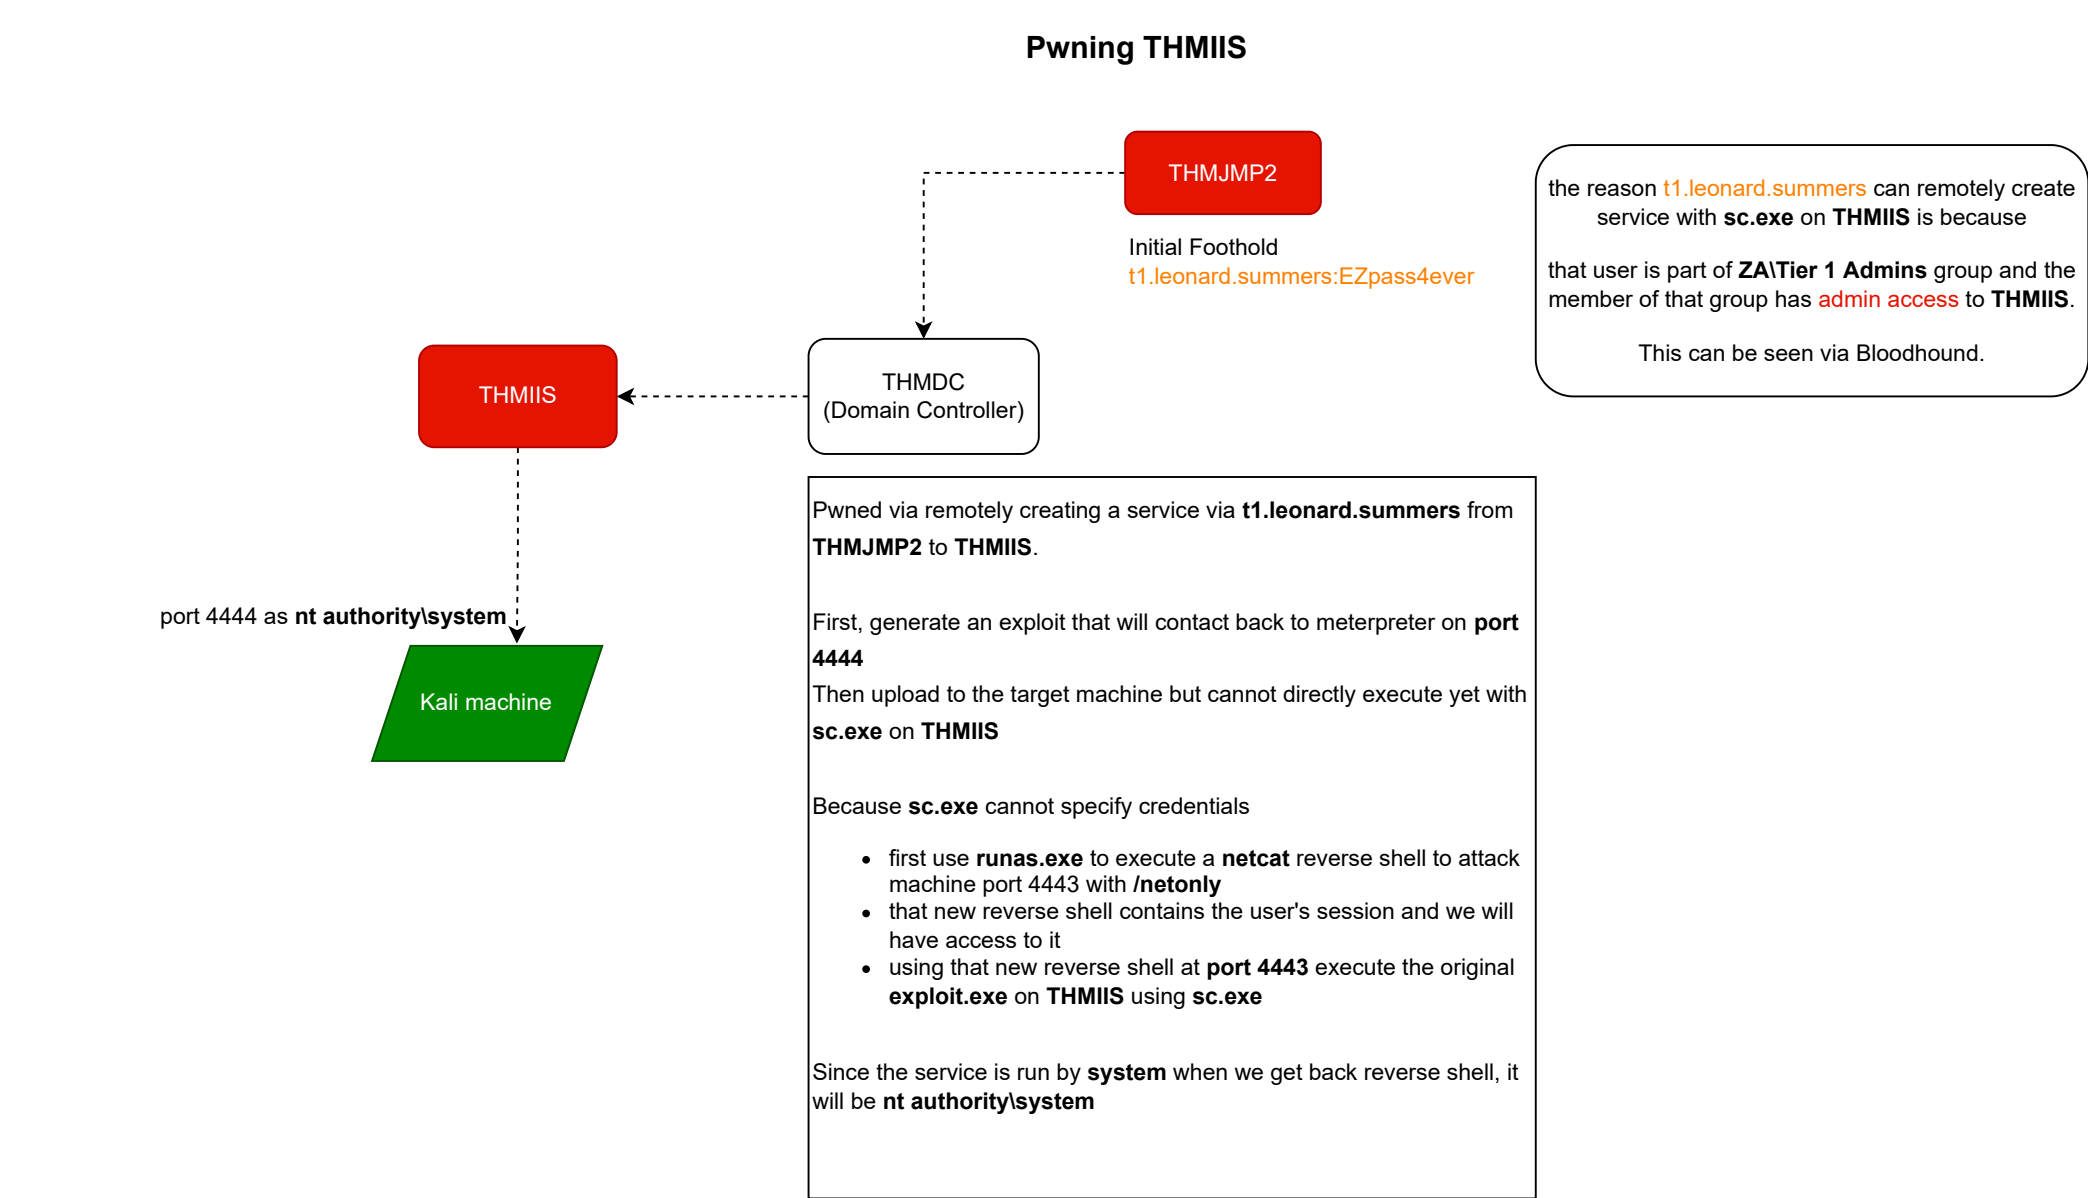 Pwning THMIIS
THMJMP2
Initial Foothold
t1.leonard.summers:EZpass4ever
the reason t1.leonard.summers can remotely create
service with sc.exe on THMIIS is because
that user is part of ZA\Tier 1 Admins group and the
member of that group has admin access to THMIIS.
This can be seen via Bloodhound.
THMDC
(Domain Controller)
THMIIS
port 4444 as nt authority\system
Kali machine
Pwned via remotely creating a service via t1.leonard.summers from
THMJMP2 to THMIIS.
First, generate an exploit that will contact back to meterpreter on port
4444
Then upload to the target machine but cannot directly execute yet with
sc.exe on THMIIS
Because sc.exe cannot specify credentials
• first use runas.exe to execute a netcat reverse shell to attack
machine port 4443 with /netonly
• that new reverse shell contains the user's session and we will
have access to it
• using that new reverse shell at port 4443 execute the original
exploit.exe on THMIIS using sc.exe
Since the service is run by system when we get back reverse shell, it
will be nt authority\system